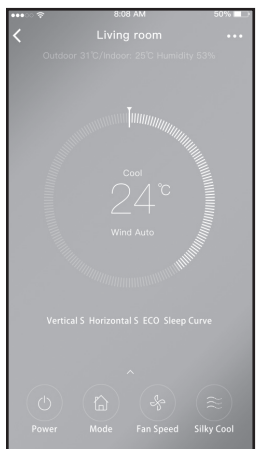 8:08 AM 50%
Living room
Outdoor 31℃/Indoor: 25℃ Humidity 53%
Cool
24℃
Wind Auto
Vertical S Horizontal S ECO Sleep Curve
Power Mode Fan Speed Silky Cool